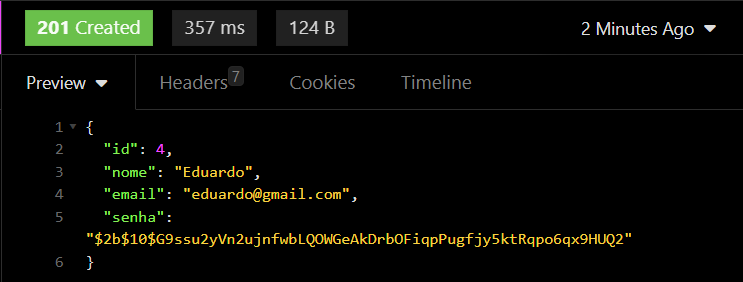 201 Created 357 ms 124 B 2 Minutes Ago
Preview Headers 7 Cookies Timeline
1 {
2 "id": 4,
3 "nome": "Eduardo",
4 "email": "eduardo@gmail.com",
5 "senha":
"$2b$10$G9ssu2yVn2ujnfwbLQOWGeAkDrbOFiqpPugfjy5ktRqpo6qx9HUQ2"
6 }